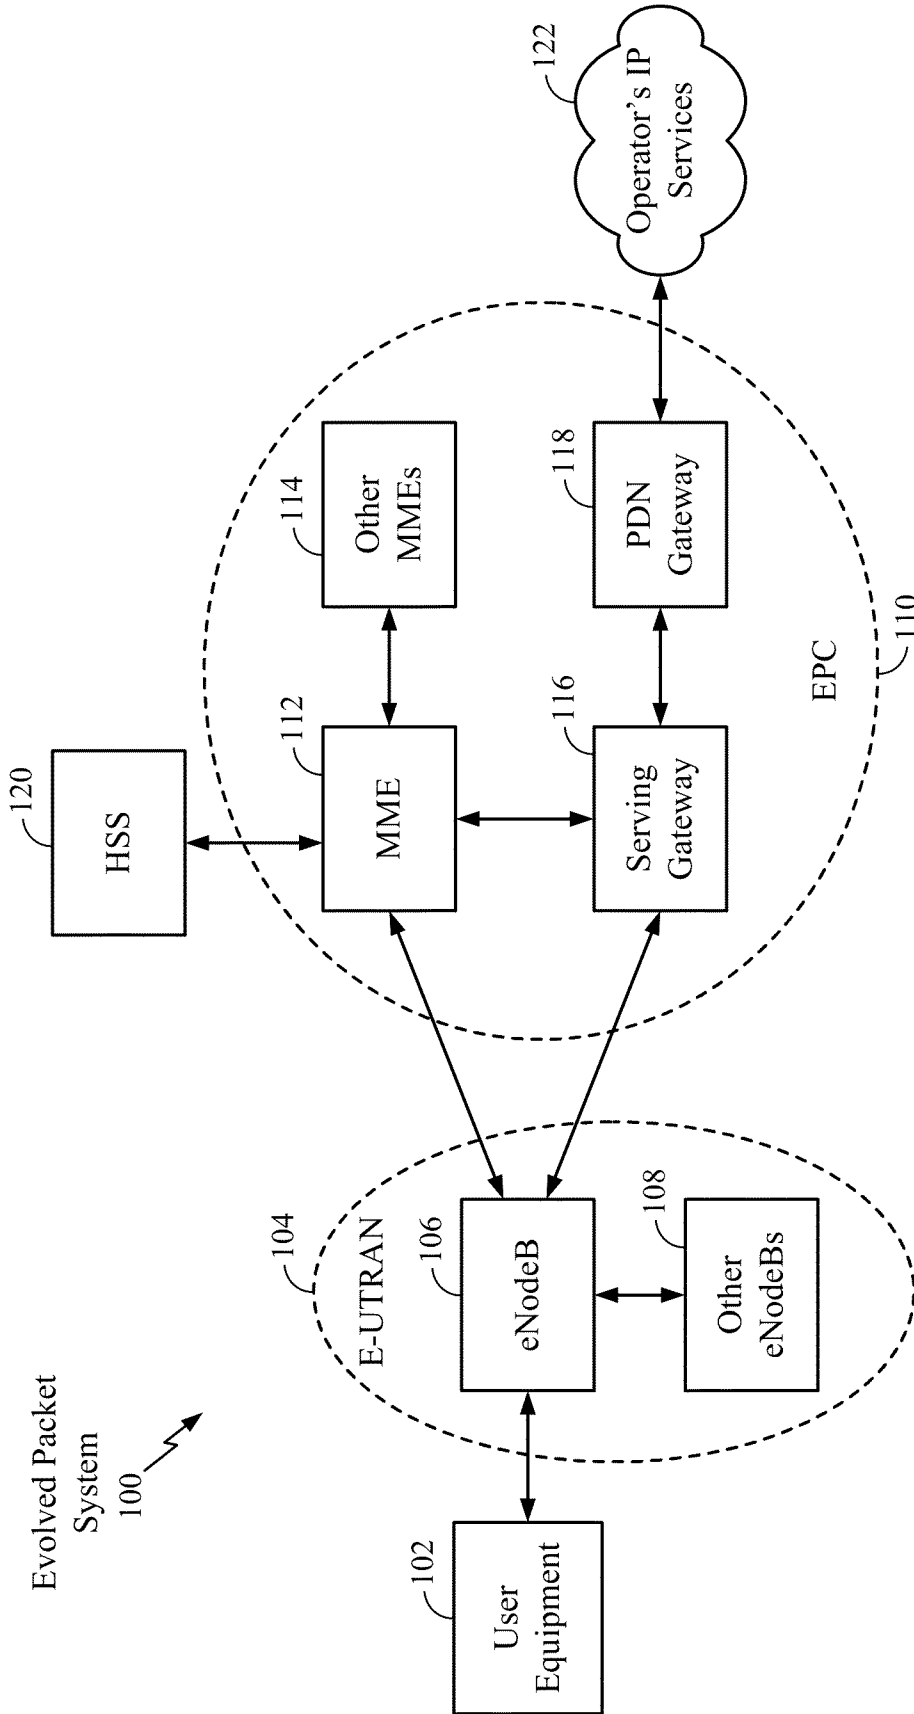 Evolved Packet
System
100
102
User
Equipment
104
E-UTRAN
106
eNodeB
108
Other
eNodeBs
120
HSS
112
MME
114
Other
MMEs
116
Serving
Gateway
118
PDN
Gateway
EPC
110
122
Operator's IP
Services